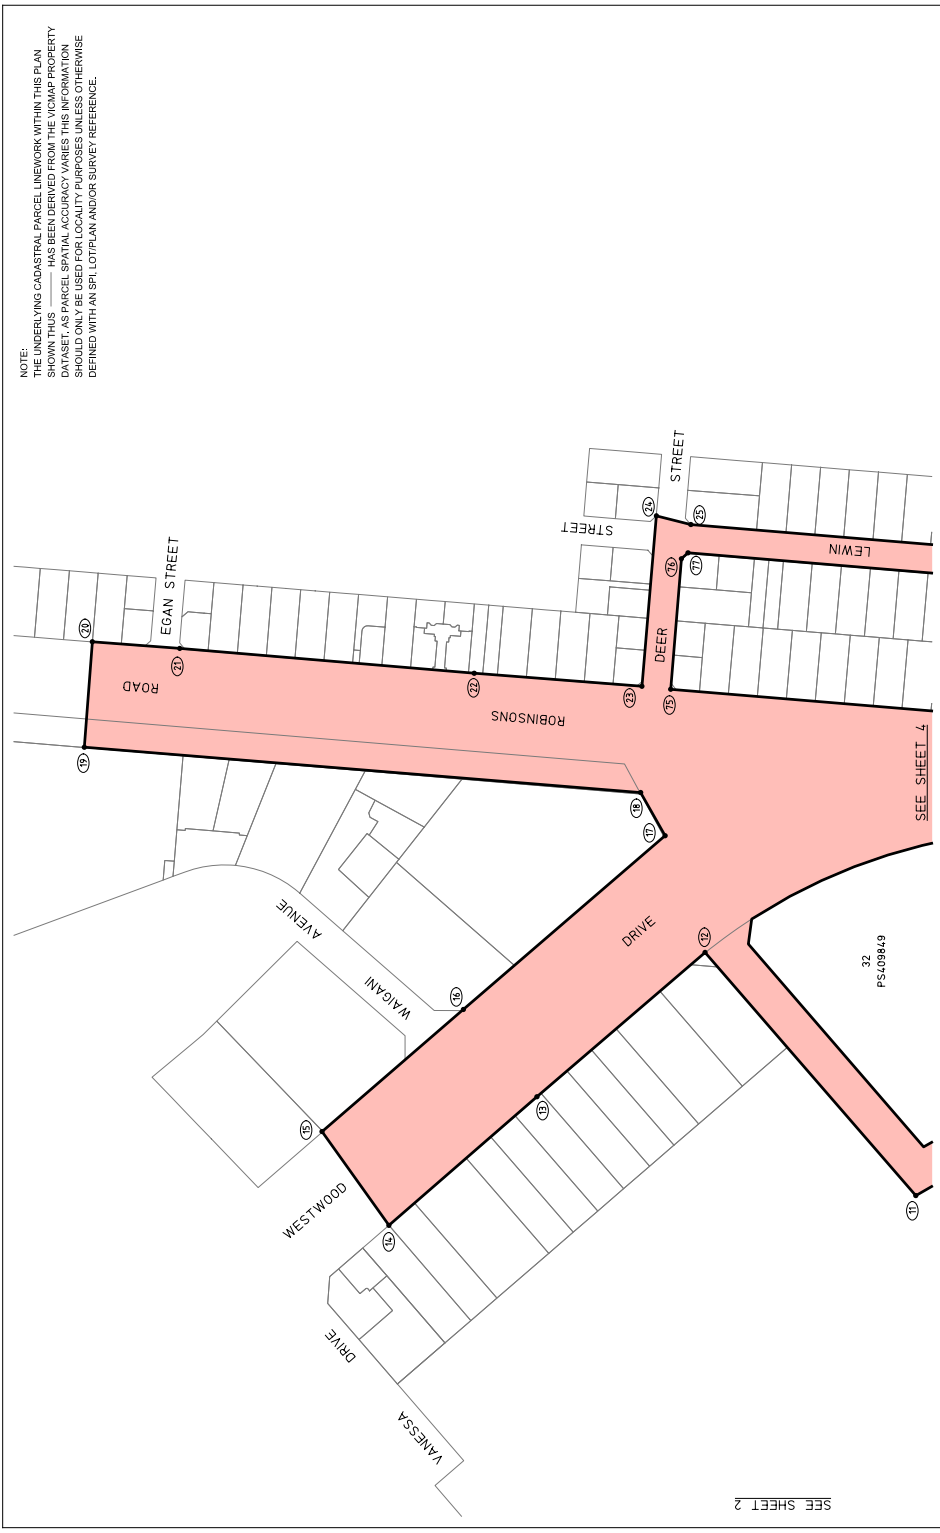 NOTE:
THE UNDERLYING CADASTRAL PARCEL LINEWORK WITHIN THIS PLAN
SHOWN THUS ——— HAS BEEN DERIVED FROM THE VICMAP PROPERTY
DATASET. AS PARCEL SPATIAL ACCURACY VARIES THIS INFORMATION
SHOULD ONLY BE USED FOR LOCALITY PURPOSES UNLESS OTHERWISE
DEFINED WITH AN SPI, LOT/PLAN AND/OR SURVEY REFERENCE.
STREET
24
25
STREET
76
77
LEWIN
EGAN STREET
20
21
22
23
DEER
75
ROAD
ROBINSONS
19
18
17
SEE SHEET 4
AVENUE
WAIGANI
16
DRIVE
12
32
PS409849
15
13
WESTWOOD
14
11
DRIVE
VANESSA
SEE SHEET 2